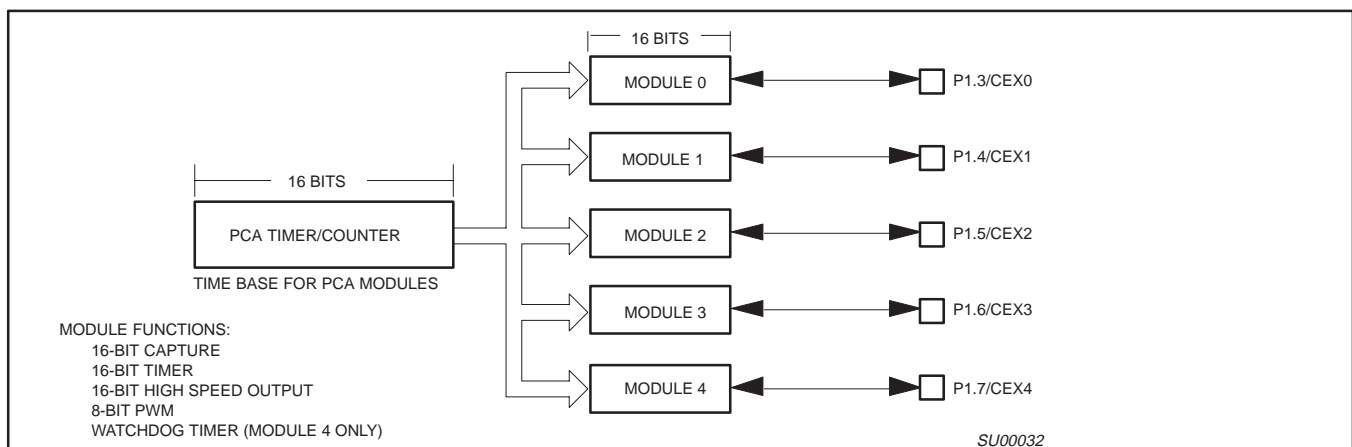 16 BITS
MODULE 0
P1.3/CEX0
MODULE 1
P1.4/CEX1
16 BITS
PCA TIMER/COUNTER
MODULE 2
P1.5/CEX2
TIME BASE FOR PCA MODULES
MODULE 3
P1.6/CEX3
MODULE FUNCTIONS:
16-BIT CAPTURE
16-BIT TIMER
16-BIT HIGH SPEED OUTPUT
8-BIT PWM
WATCHDOG TIMER (MODULE 4 ONLY)
MODULE 4
P1.7/CEX4
SU00032